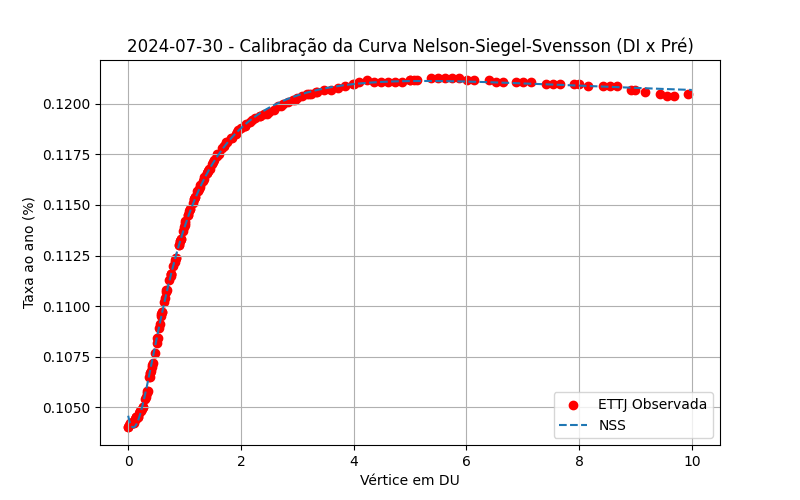 2024-07-30 - Calibração da Curva Nelson-Siegel-Svensson (DI x Pré)
Taxa ao ano (%)
0.1200
0.1175
0.1150
0.1125
0.1100
0.1075
0.1050
ETTJ Observada
NSS
0 2 4 6 8 10
Vértice em DU